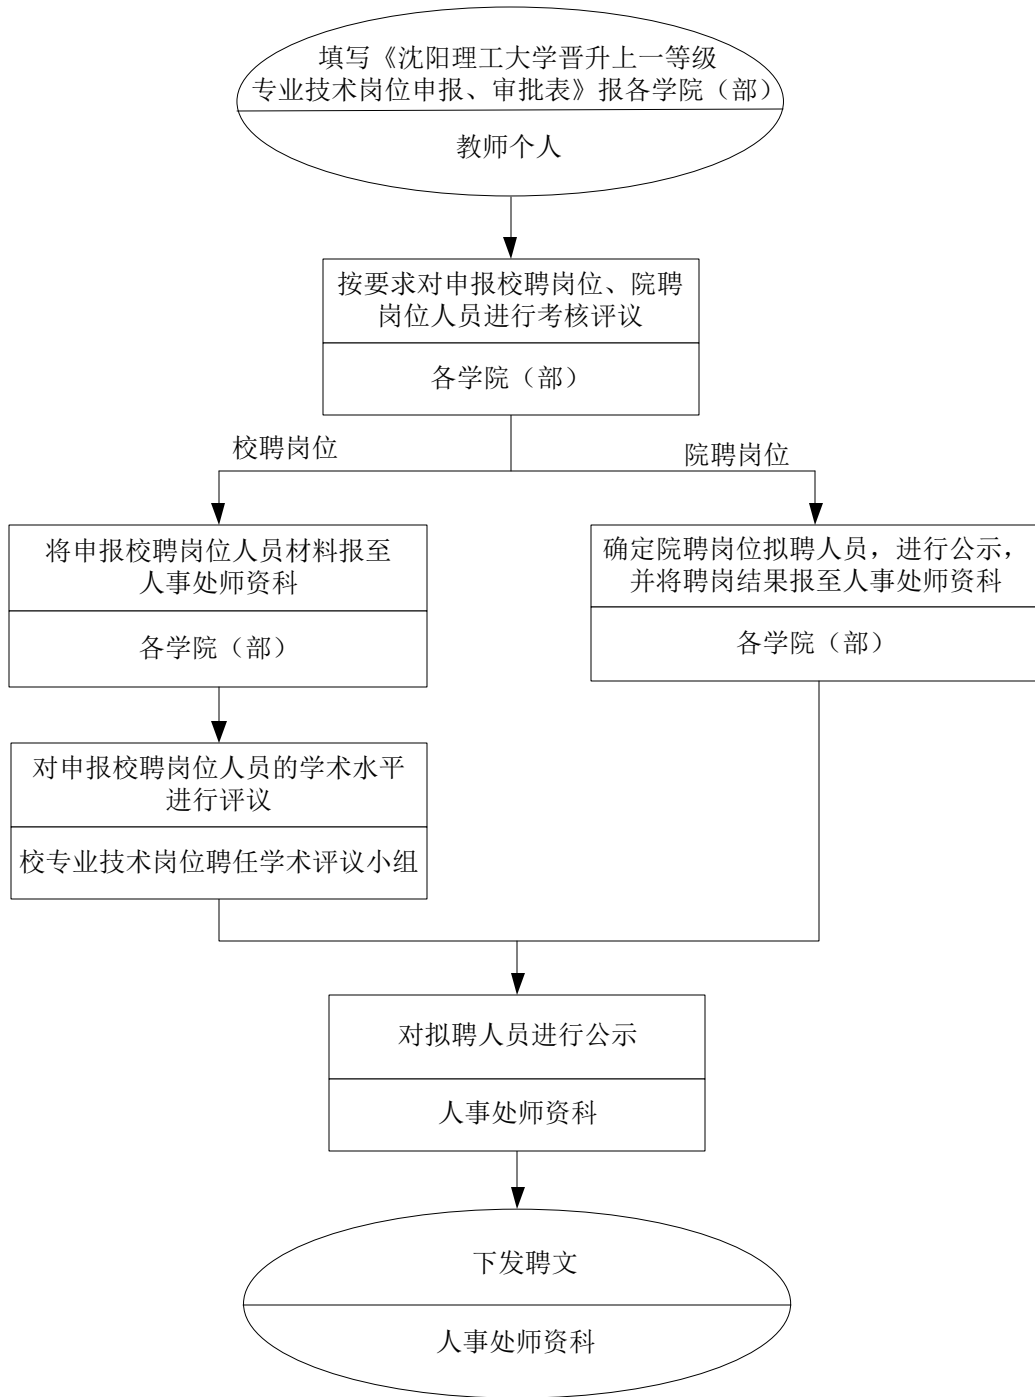 填写《沈阳理工大学晋升上一等级
专业技术岗位申报、审批表》报各学院（部）
教师个人
按要求对申报校聘岗位、院聘
岗位人员进行考核评议
各学院（部）
校聘岗位
院聘岗位
将申报校聘岗位人员材料报至
人事处师资科
各学院（部）
确定院聘岗位拟聘人员，进行公示，
并将聘岗结果报至人事处师资科
各学院（部）
对申报校聘岗位人员的学术水平
进行评议
校专业技术岗位聘任学术评议小组
对拟聘人员进行公示
人事处师资科
下发聘文
人事处师资科